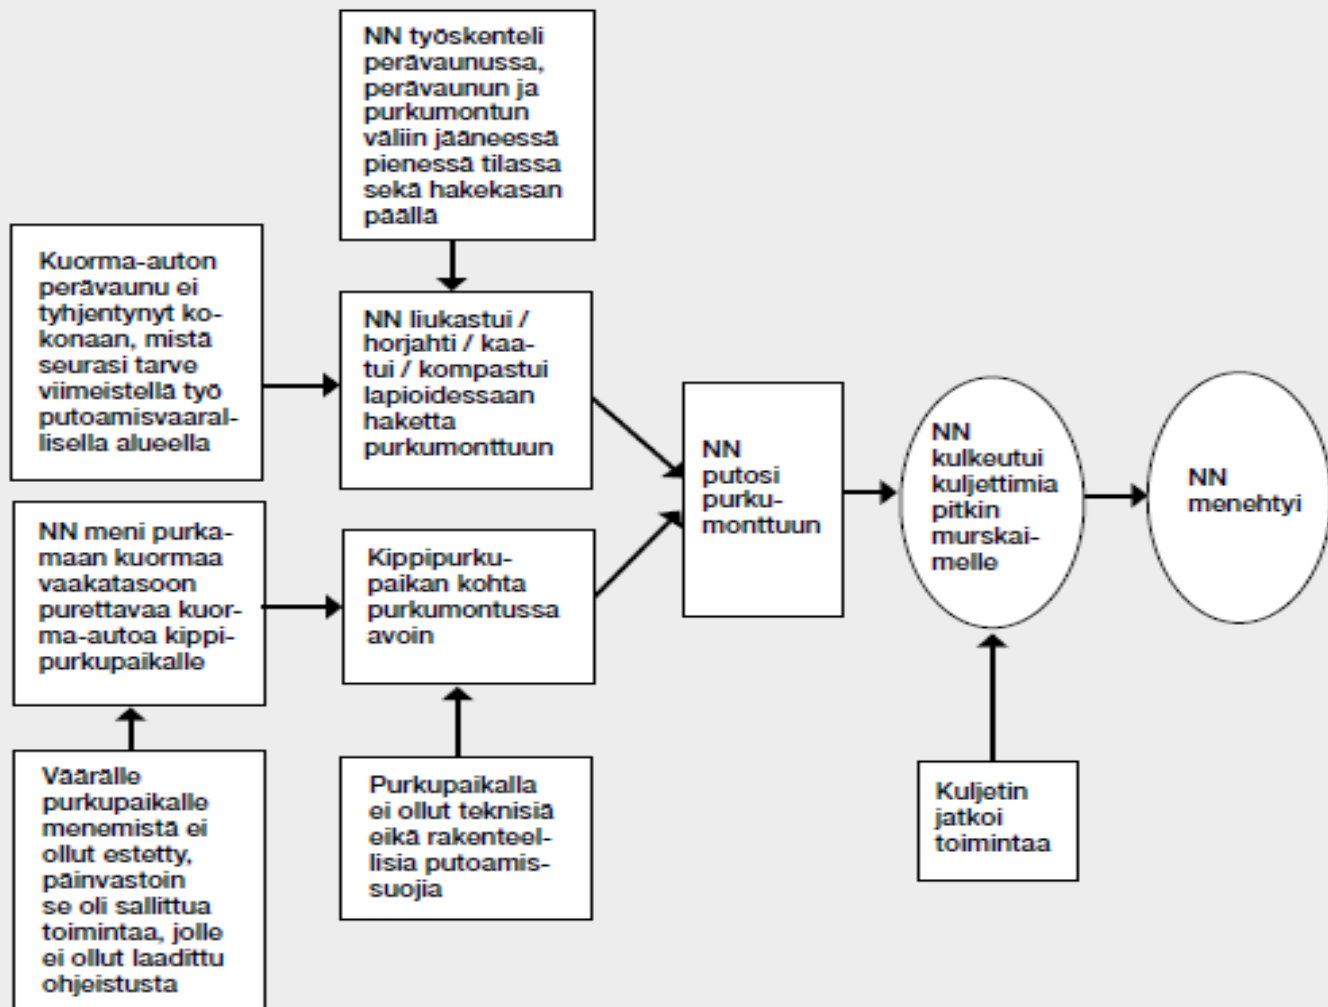 NN työskenteli
perävaunussa,
perävaunun ja
purkumontun
väliin jääneessä
pienessä tilassa
sekä hakekasan
päällä
Kuorma-auton
perävaunu ei
tyhjentynyt ko-
konaan, mistä
seurasi tarve
viimeistellä työ
putoamisvaaral-
lisella alueella
NN liukastui /
horjahti / kaa-
tui / kompastui
lapioidessaan
haketta
purkumonttuun
NN meni purka-
maan kuormaa
vaakatasoon
purettavaa kuor-
ma-autoa kippi-
purkupaikalle
Kippipurku-
paikan kohta
purkumontussa
avoin
NN
putosi
purku-
monttuun
NN
kulkeutui
kuljettimia
pitkin
murskai-
melle
NN
menehtyi
Väärälle
purkupaikalle
menemistä ei
ollut estetty,
päinvastoin
se oli sallittua
toimintaa, jolle
ei ollut laadittu
ohjeistusta
Purkupaikalla
ei ollut teknisiä
eikä rakenteel-
lisia putoamis-
suojia
Kuljetin
jatkoi
toimintaa